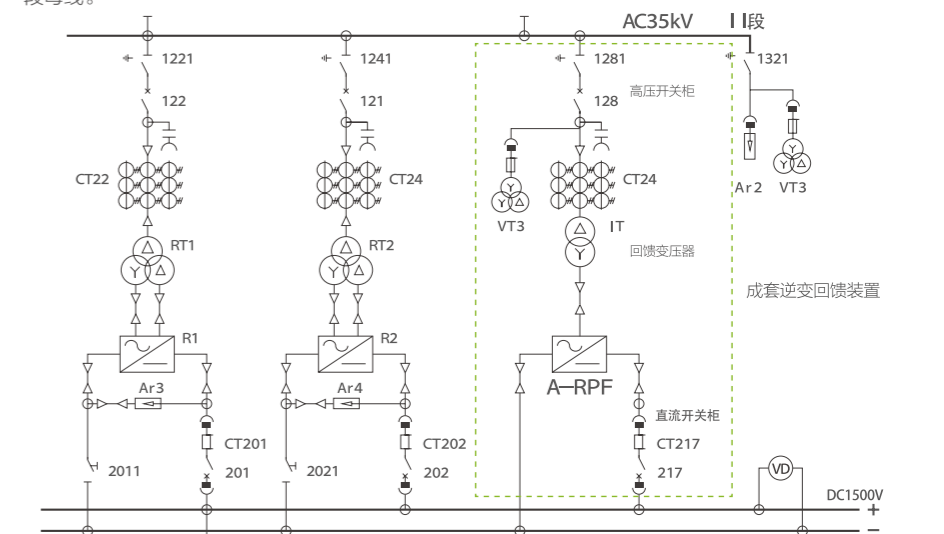 段母线。
AC35kV II段
1221
1241
1281
1321
122
121
128
高压开关柜
CT22
CT24
CT24
VT3
Ar2
VT3
RT1
RT2
IT
回馈变压器
成套逆变回馈装置
R1
R2
A—RPF
Ar3
Ar4
直流开关柜
CT201
CT202
CT217
2011
201
2021
202
217
VD
DC1500V
+
−